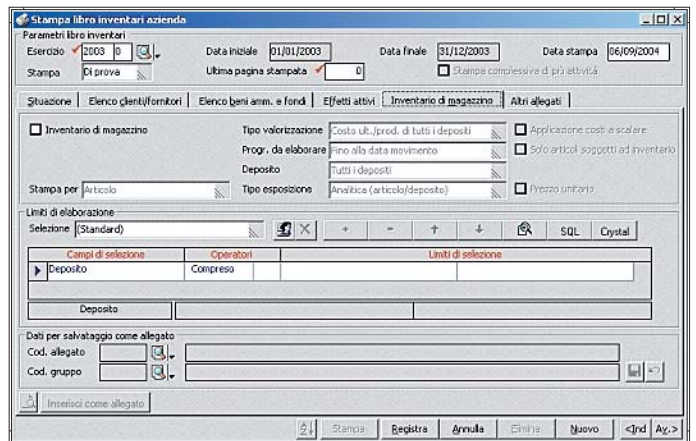 Stampa libro inventari azienda
Parametri libro inventari
Esercizio 2003 0 Data iniziale 01/01/2003 Data finale 31/12/2003 Data stampa 06/09/2004
Stampa Di prova Ultima pagina stampata 0 Stampa complessiva di più attività
Situazione Elenco clienti/fornitori Elenco beni amm. e fondi Effetti attivi Inventario di magazzino Altri allegati
Inventario di magazzino Tipo valorizzazione Costo ult./prod. di tutti i depositi Applicazione costi a scalare
Progr. da elaborare Fino alla data movimento Solo articoli soggetti ad inventario
Deposito Tutti i depositi
Stampa per Articolo Tipo esposizione Analitica (articolo/deposito) Prezzo unitario
Limiti di elaborazione
Selezione (Standard) + - SQL Crystal
Campi di selezione Operatori Limiti di selezione
Deposito Compreso
Deposito
Dati per salvataggio come allegato
Cod. allegato
Cod. gruppo
Inserisci come allegato
Stampa Registra Annulla Elimina Nuovo <Ind Av.>